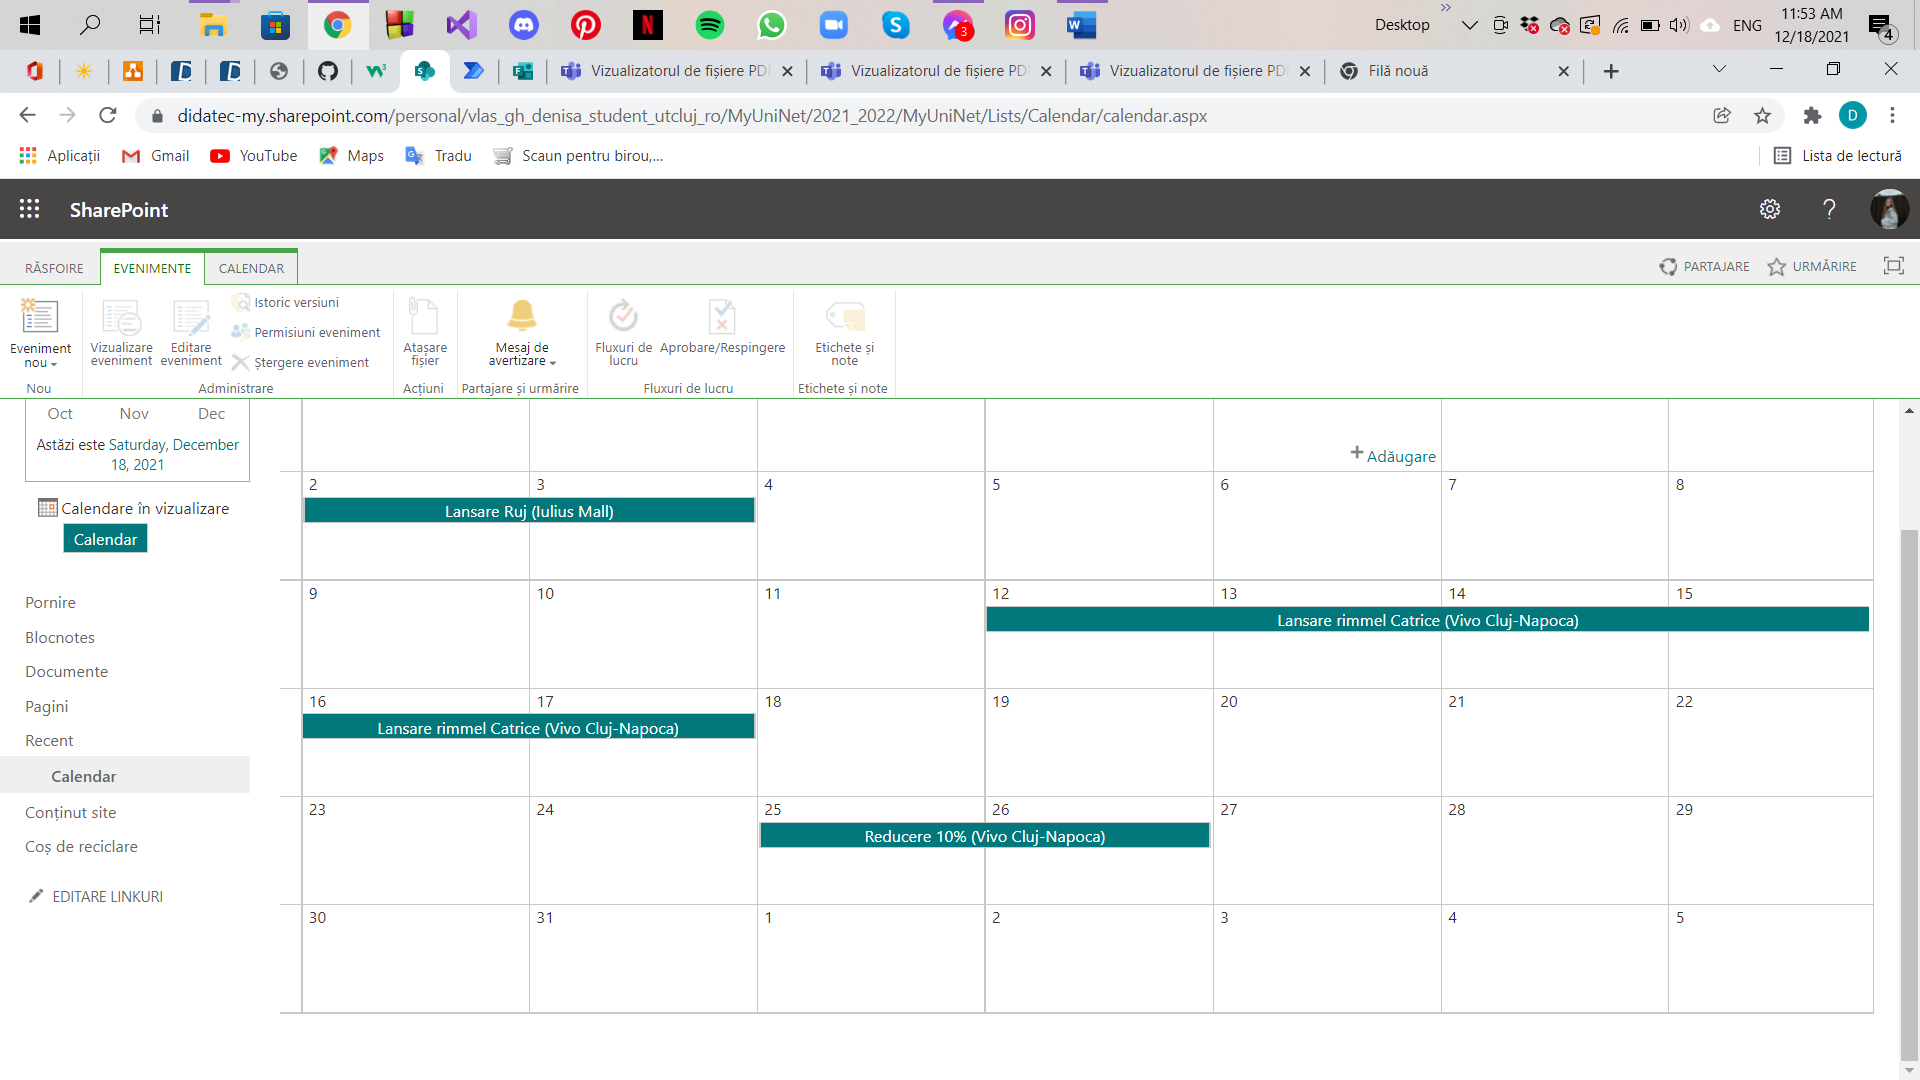 Desktop
ENG
11:53 AM
12/18/2021
4
3
Vizualizatorul de fișiere PD
Vizualizatorul de fișiere PD
Vizualizatorul de fișiere PD
Filă nouă
didatec-my.sharepoint.com/personal/vlas_gh_denisa_student_utcluj_ro/MyUniNet/2021_2022/MyUniNet/Lists/Calendar/calendar.aspx
D
Aplicații
Gmail
YouTube
Maps
Tradu
Scaun pentru birou,...
Lista de lectură
SharePoint
RĂSFOIRE
EVENIMENTE
CALENDAR
PARTAJARE
URMĂRIRE
Eveniment nou
Vizualizare eveniment
Editare eveniment
Istoric versiuni
Permisiuni eveniment
Ștergere eveniment
Atașare fișier
Mesaj de avertizare
Fluxuri de lucru
Aprobare/Respingere
Etichete și note
Nou
Administrare
Acțiuni
Partajare și urmărire
Fluxuri de lucru
Etichete și note
Oct Nov Dec
Astăzi este Saturday, December
18, 2021
Calendare în vizualizare
Calendar
Pornire
Blocnotes
Documente
Pagini
Recent
Calendar
Conținut site
Coș de reciclare
EDITARE LINKURI
Adăugare
2 3 4 5 6 7 8
Lansare Ruj (Iulius Mall)
9 10 11 12 13 14 15
Lansare rimmel Catrice (Vivo Cluj-Napoca)
16 17 18 19 20 21 22
Lansare rimmel Catrice (Vivo Cluj-Napoca)
23 24 25 26 27 28 29
Reducere 10% (Vivo Cluj-Napoca)
30 31 1 2 3 4 5